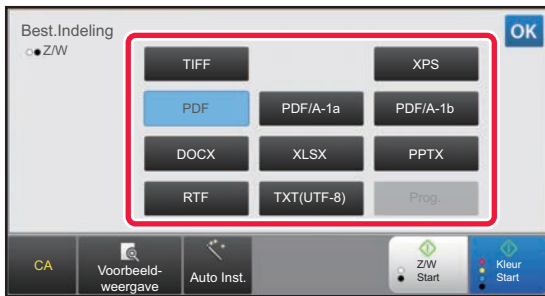 Best.Indeling
Z/W
OK
TIFF
XPS
PDF
PDF/A-1a
PDF/A-1b
DOCX
XLSX
PPTX
RTF
TXT(UTF-8)
Prog.
CA
Voorbeeld-
weergave
Auto Inst.
Z/W
Start
Kleur
Start